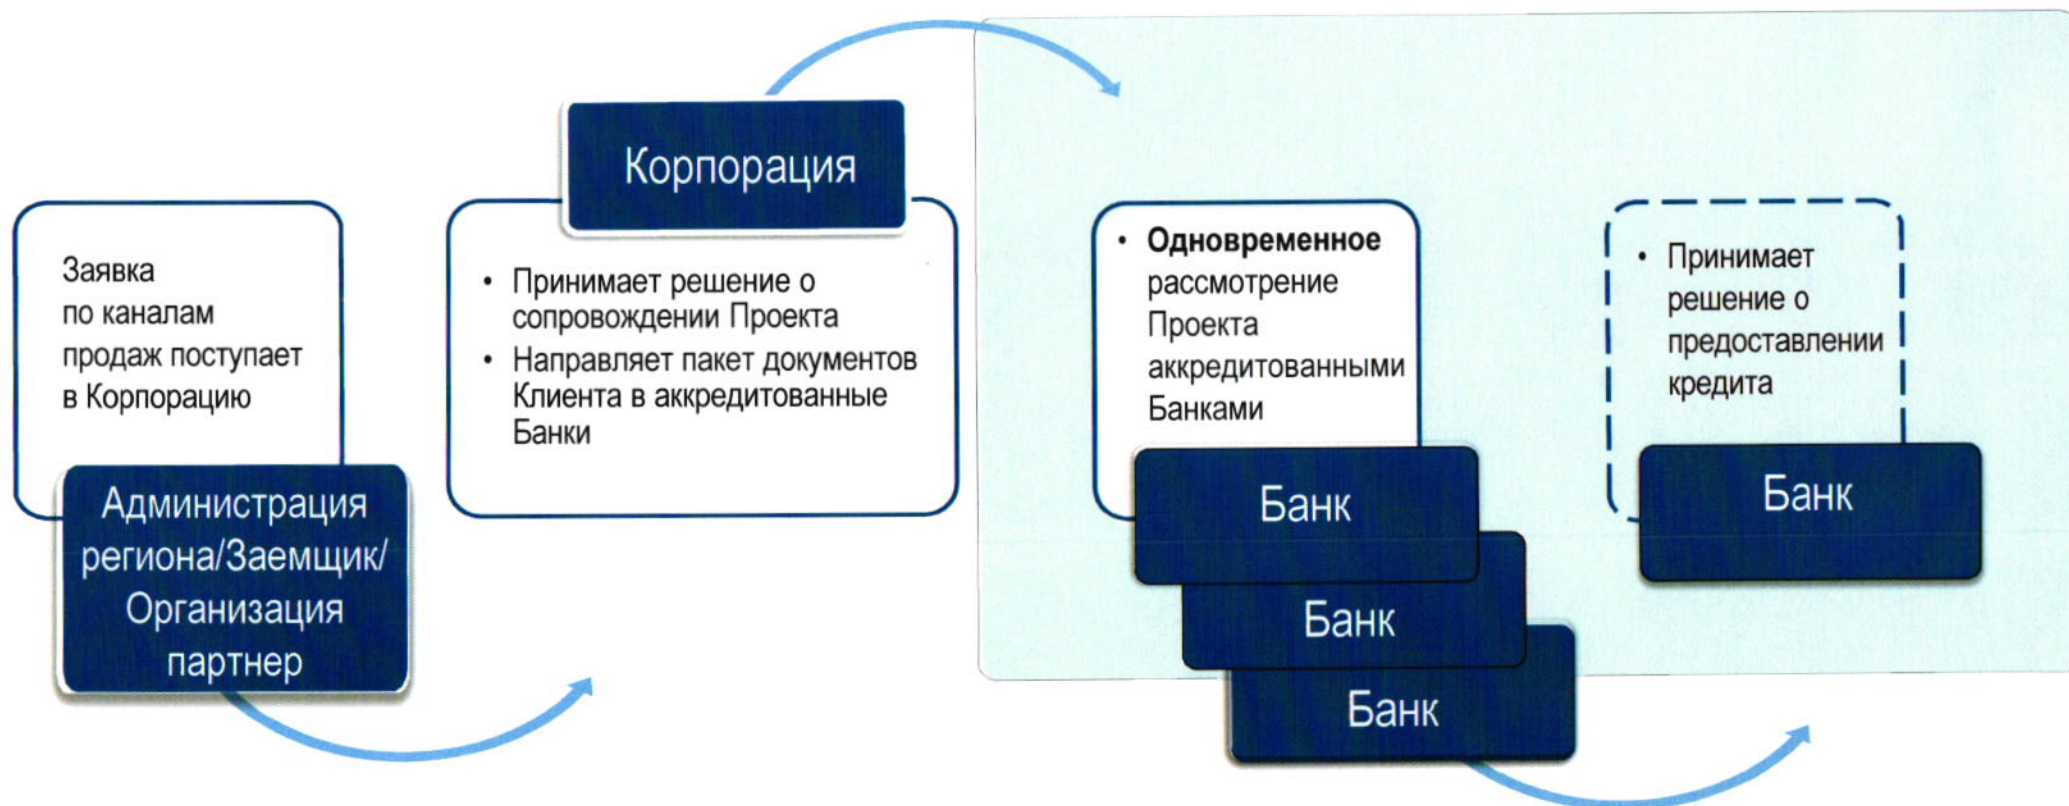 Заявка
по каналам
продаж поступает
в Корпорацию
Администрация
региона/Заемщик/
Организация
партнер
Корпорация
• Принимает решение о
сопровождении Проекта
• Направляет пакет документов
Клиента в аккредитованные
Банки
• Одновременное
рассмотрение
Проекта
аккредитованными
Банками
Банк
Банк
Банк
• Принимает
решение о
предоставлении
кредита
Банк